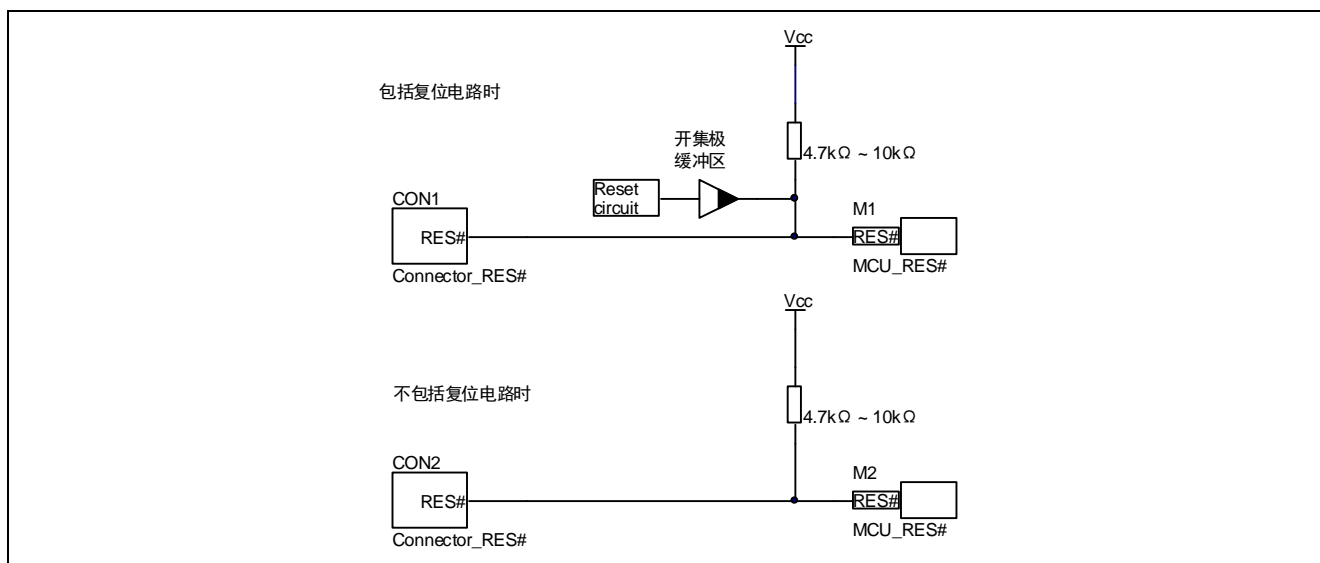 Vcc
包括复位电路时
开集极
缓冲区
4.7kΩ ~ 10kΩ
Reset
circuit
CON1
M1
RES#
RES#
Connector_RES#
MCU_RES#
Vcc
不包括复位电路时
4.7kΩ ~ 10kΩ
CON2
M2
RES#
RES#
Connector_RES#
MCU_RES#